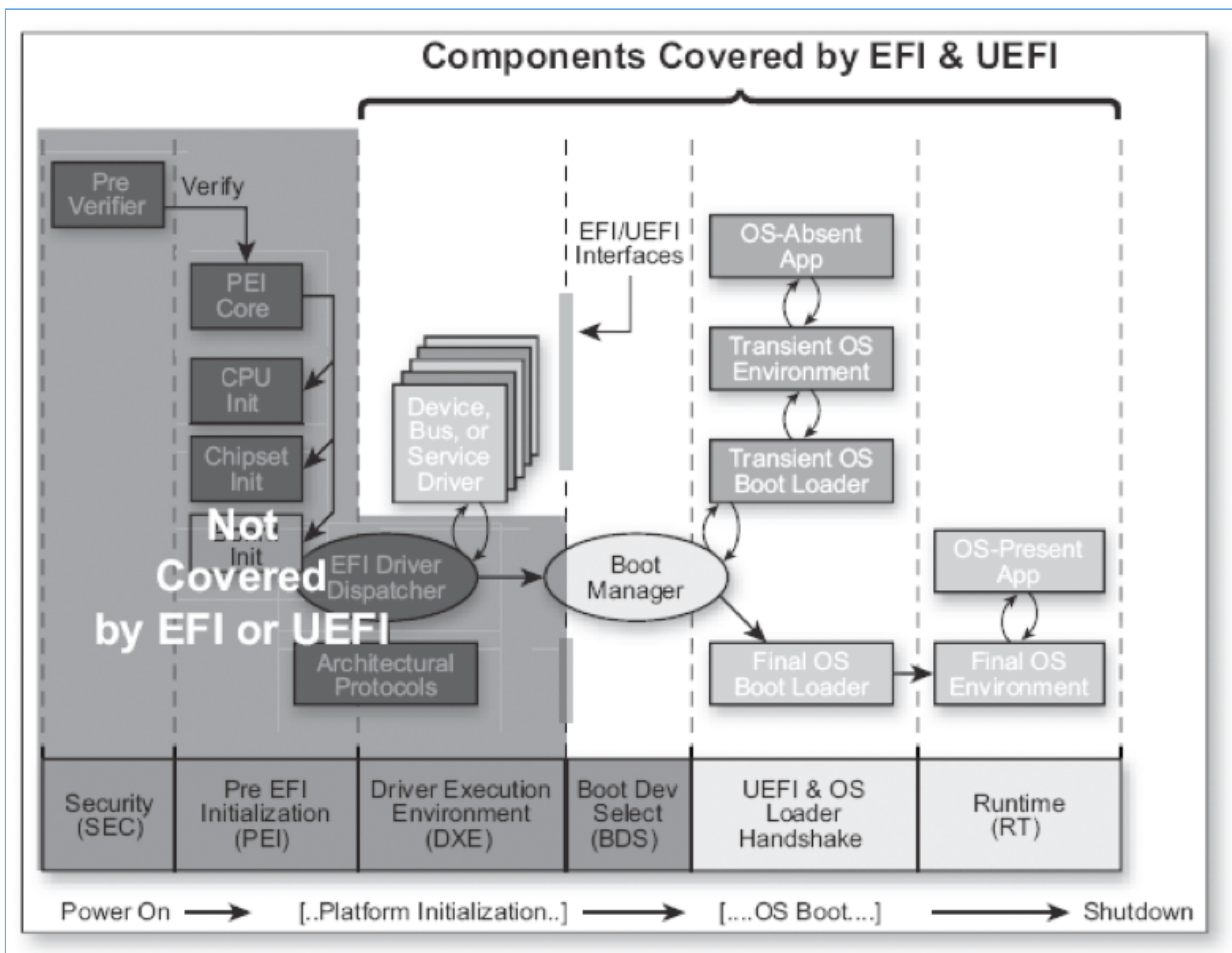 Components Covered by EFI & UEFI
Pre
Verifier
Verify
PEI
Core
CPU
Init
Chipset
Init
Init
Not
Covered
by EFI or UEFI
EFI/UEFI
Interfaces
Device,
Bus, or
Service
Driver
EFI Driver
Dispatcher
Architectural
Protocols
Boot
Manager
OS-Absent
App
Transient OS
Environment
Transient OS
Boot Loader
Final OS
Boot Loader
OS-Present
App
Final OS
Environment
Security
(SEC)
Pre EFI
Initialization
(PEI)
Driver Execution
Environment
(DXE)
Boot Dev
Select
(BDS)
UEFI & OS
Loader
Handshake
Runtime
(RT)
Power On
[..Platform Initialization..]
[....OS Boot....]
Shutdown